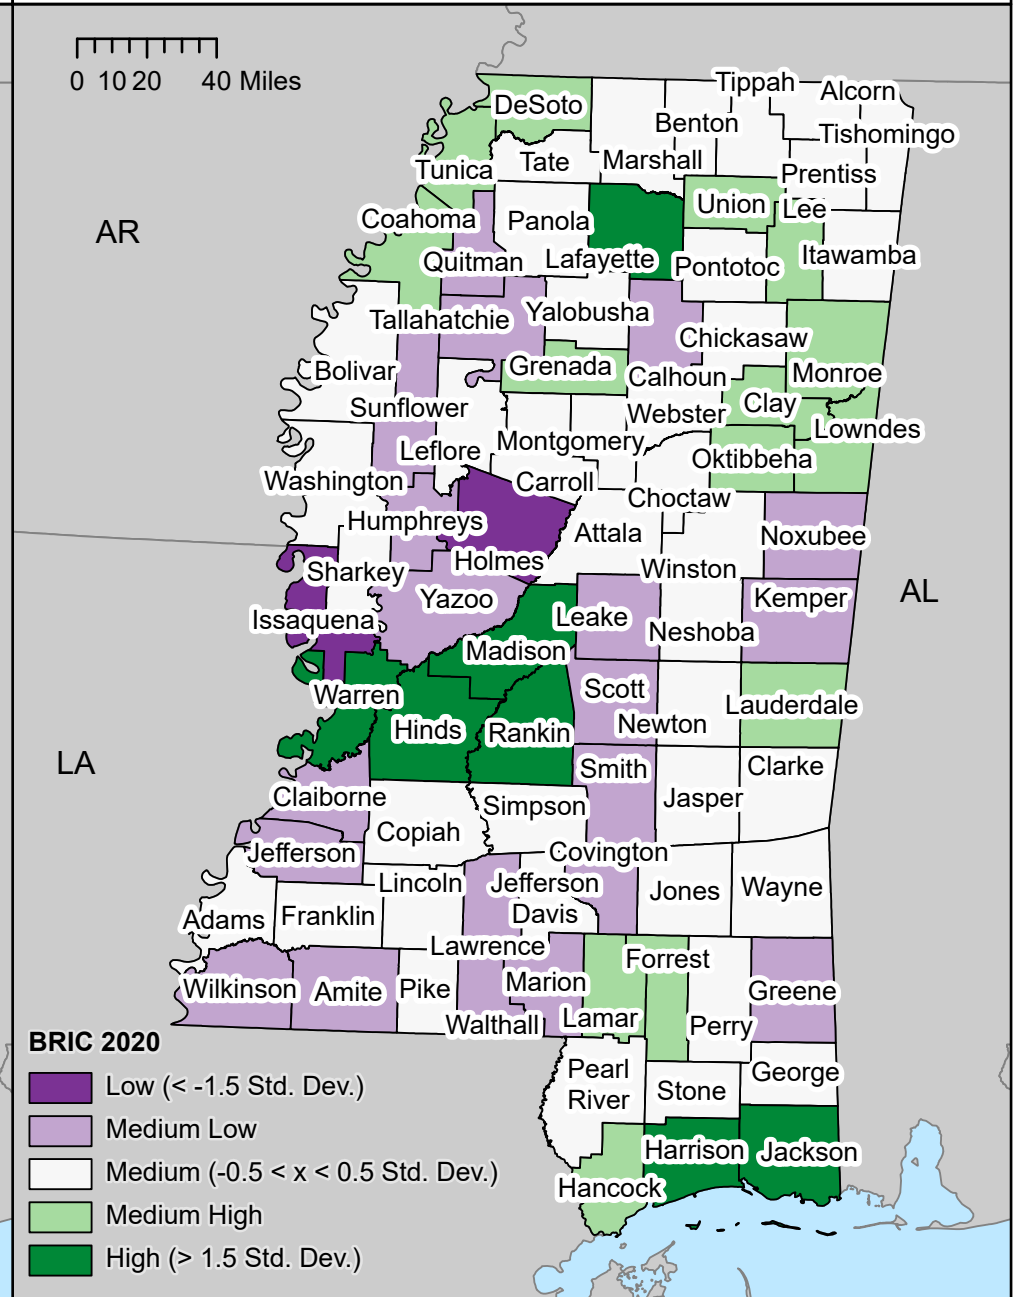 0 10 20 40 Miles
Tippah
Alcorn
DeSoto
Benton
Tishomingo
Tunica
Tate
Marshall
Prentiss
Coahoma
Panola
Union
Lee
AR
Quitman
Lafayette
Pontotoc
Itawamba
Tallahatchie
Yalobusha
Chickasaw
Bolivar
Grenada
Calhoun
Monroe
Sunflower
Webster
Clay
Lowndes
Leflore
Montgomery
Oktibbeha
Washington
Carroll
Choctaw
Humphreys
Attala
Noxubee
Holmes
Winston
Sharkey
Yazoo
Kemper
AL
Issaquena
Leake
Neshoba
Madison
Warren
Scott
Lauderdale
Hinds
Rankin
Newton
LA
Smith
Clarke
Claiborne
Simpson
Jasper
Copiah
Jefferson
Covington
Lincoln
Jefferson
Davis
Jones
Wayne
Adams
Franklin
Lawrence
Forrest
Wilkinson
Amite
Pike
Marion
Greene
Walthall
Lamar
Perry
BRIC 2020
Low (< -1.5 Std. Dev.)
Medium Low
Medium (-0.5 < x < 0.5 Std. Dev.)
Medium High
High (> 1.5 Std. Dev.)
Pearl
River
Stone
George
Harrison
Jackson
Hancock